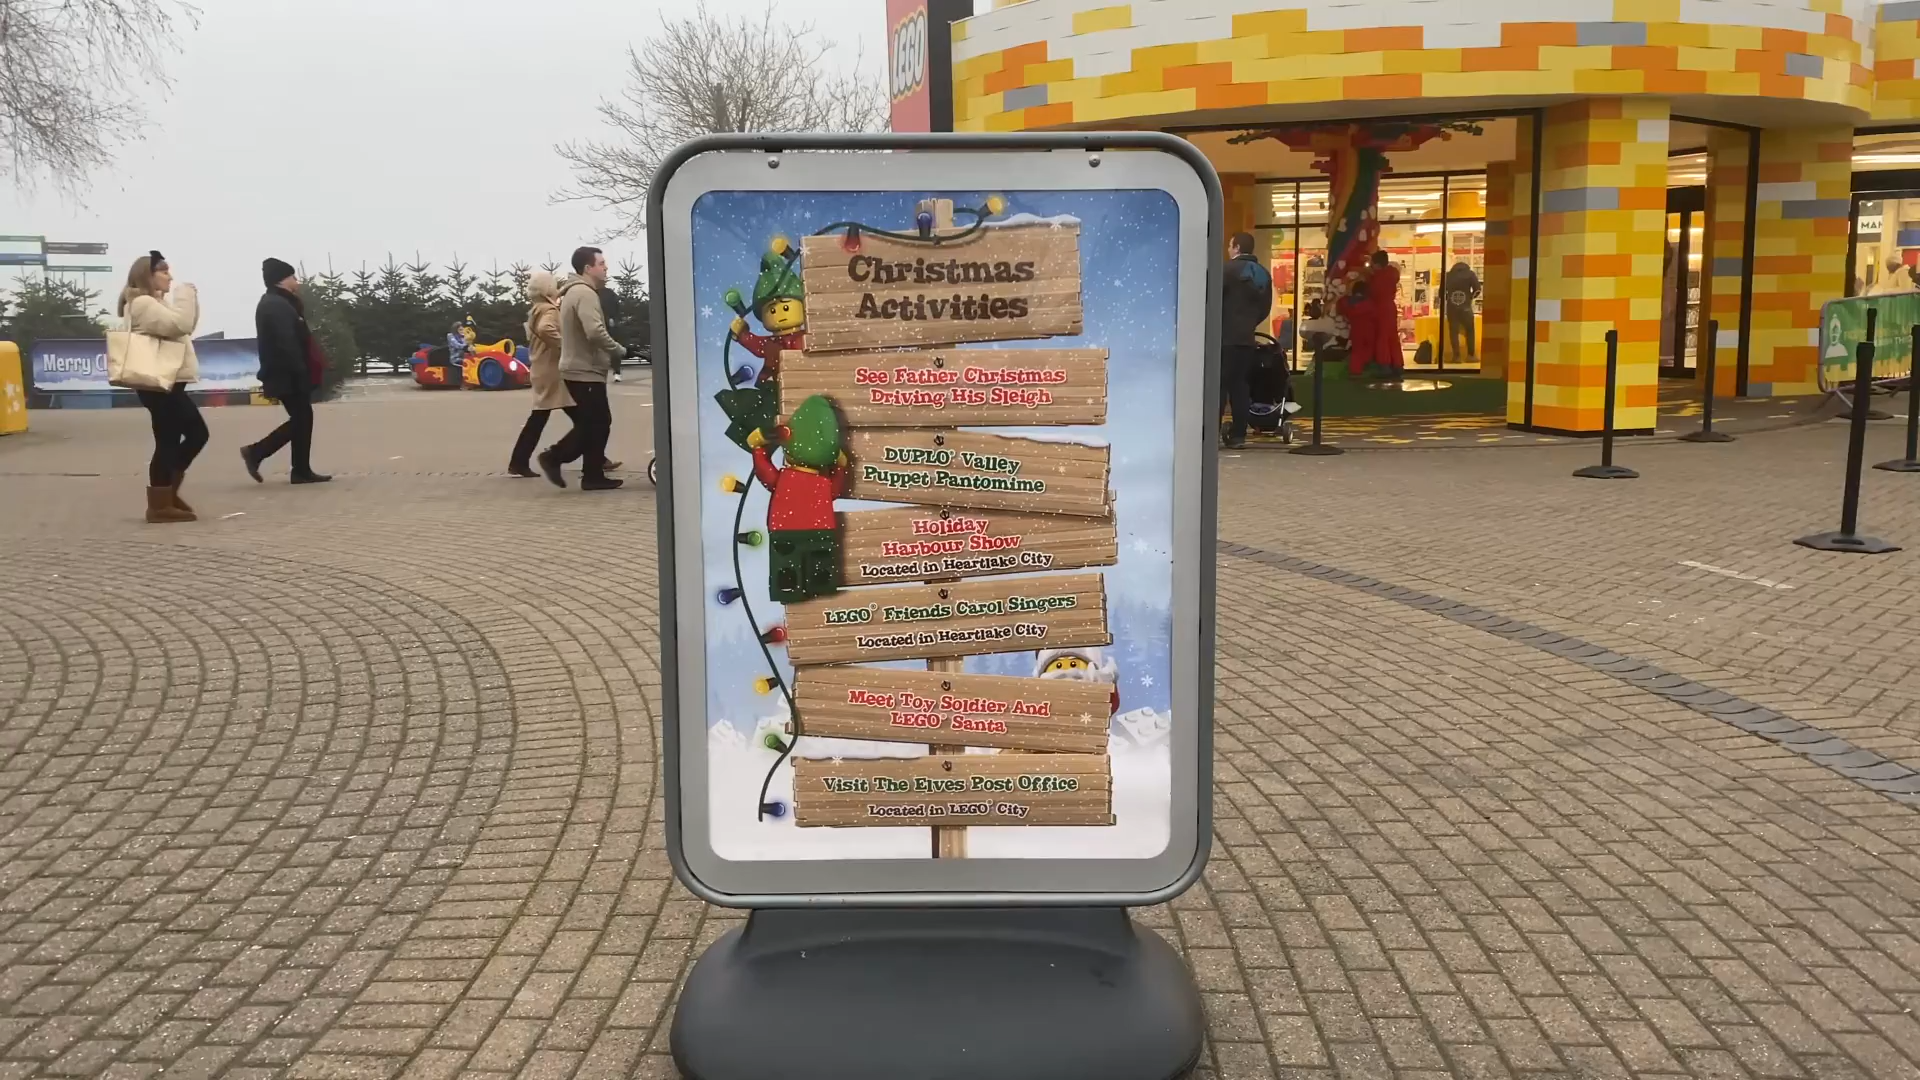 LEGO
Christmas
Activities
See Father Christmas
Driving His Sleigh
DUPLO® Valley
Puppet Pantomime
Holiday
Harbour Show
Located in Heartlake City
LEGO® Friends Carol Singers
Located in Heartlake City
Meet Toy Soldier And
LEGO® Santa
Visit The Elves Post Office
Located in LEGO® City
Merry